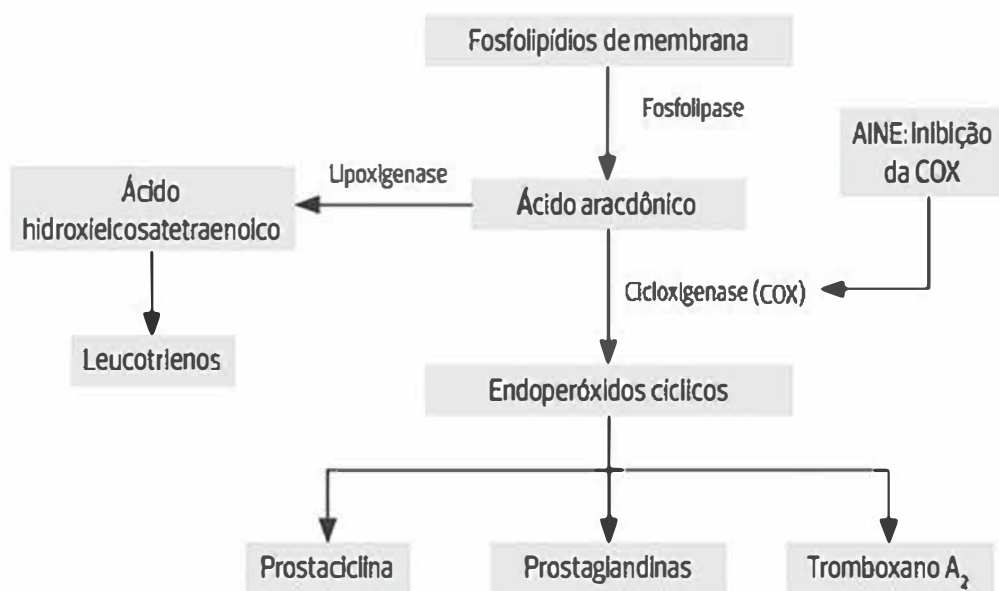 Fosfolipídios de membrana
Fosfolipase
AINE: Inibição
da COX
Lipoxigenase
Ácido
hidroxieicosatetraenoico
Ácido aracdônico
Cicloxigenase (COX)
Leucotrienos
Endoperóxidos cíclicos
Prostaciclina
Prostaglandinas
Tromboxano A₂